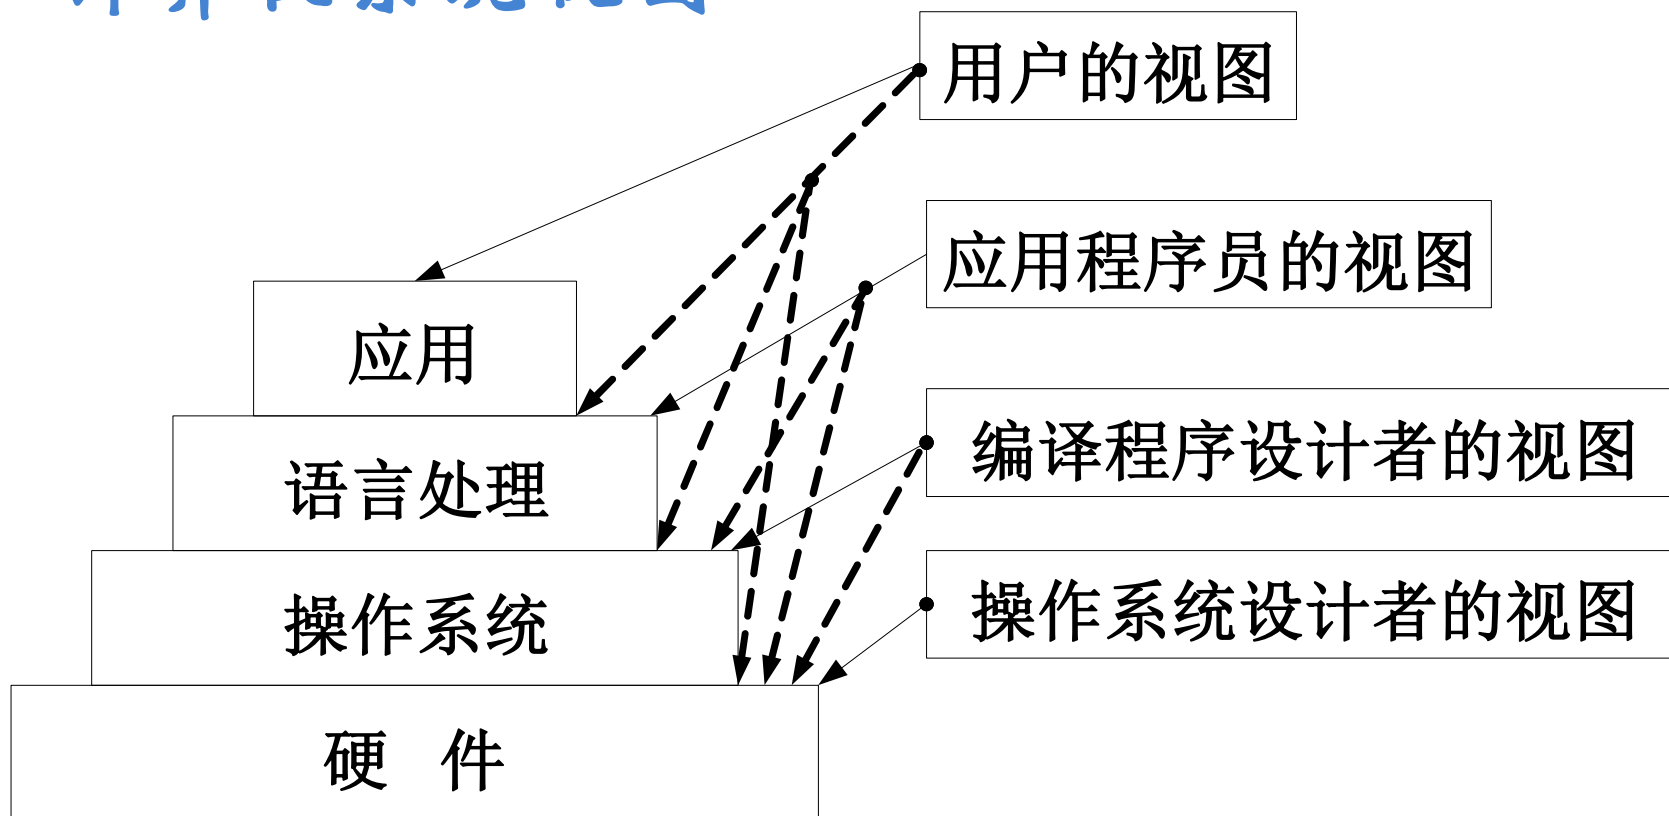 用户的视图
应用程序员的视图
应用
编译程序设计者的视图
语言处理
操作系统设计者的视图
操作系统
硬 件